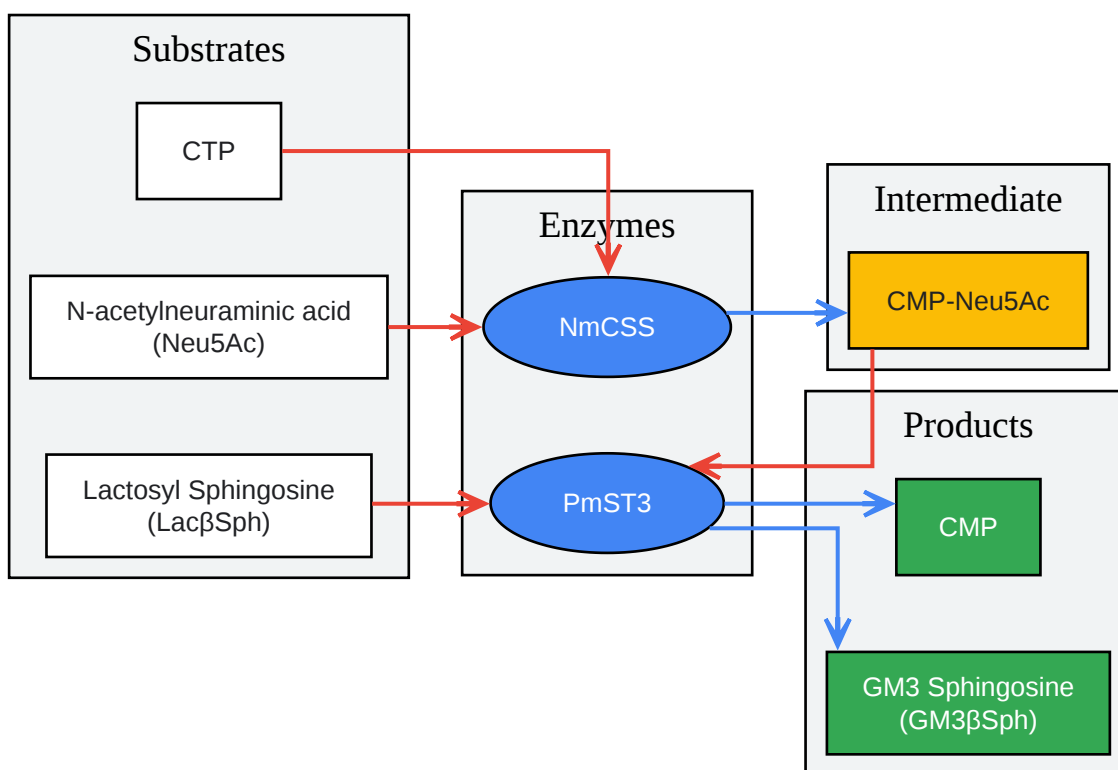 Substrates
CTP
N-acetylneuraminic acid
(Neu5Ac)
Lactosyl Sphingosine
(LacβSph)
Enzymes
NmCSS
PmST3
Intermediate
CMP-Neu5Ac
Products
CMP
GM3 Sphingosine
(GM3βSph)